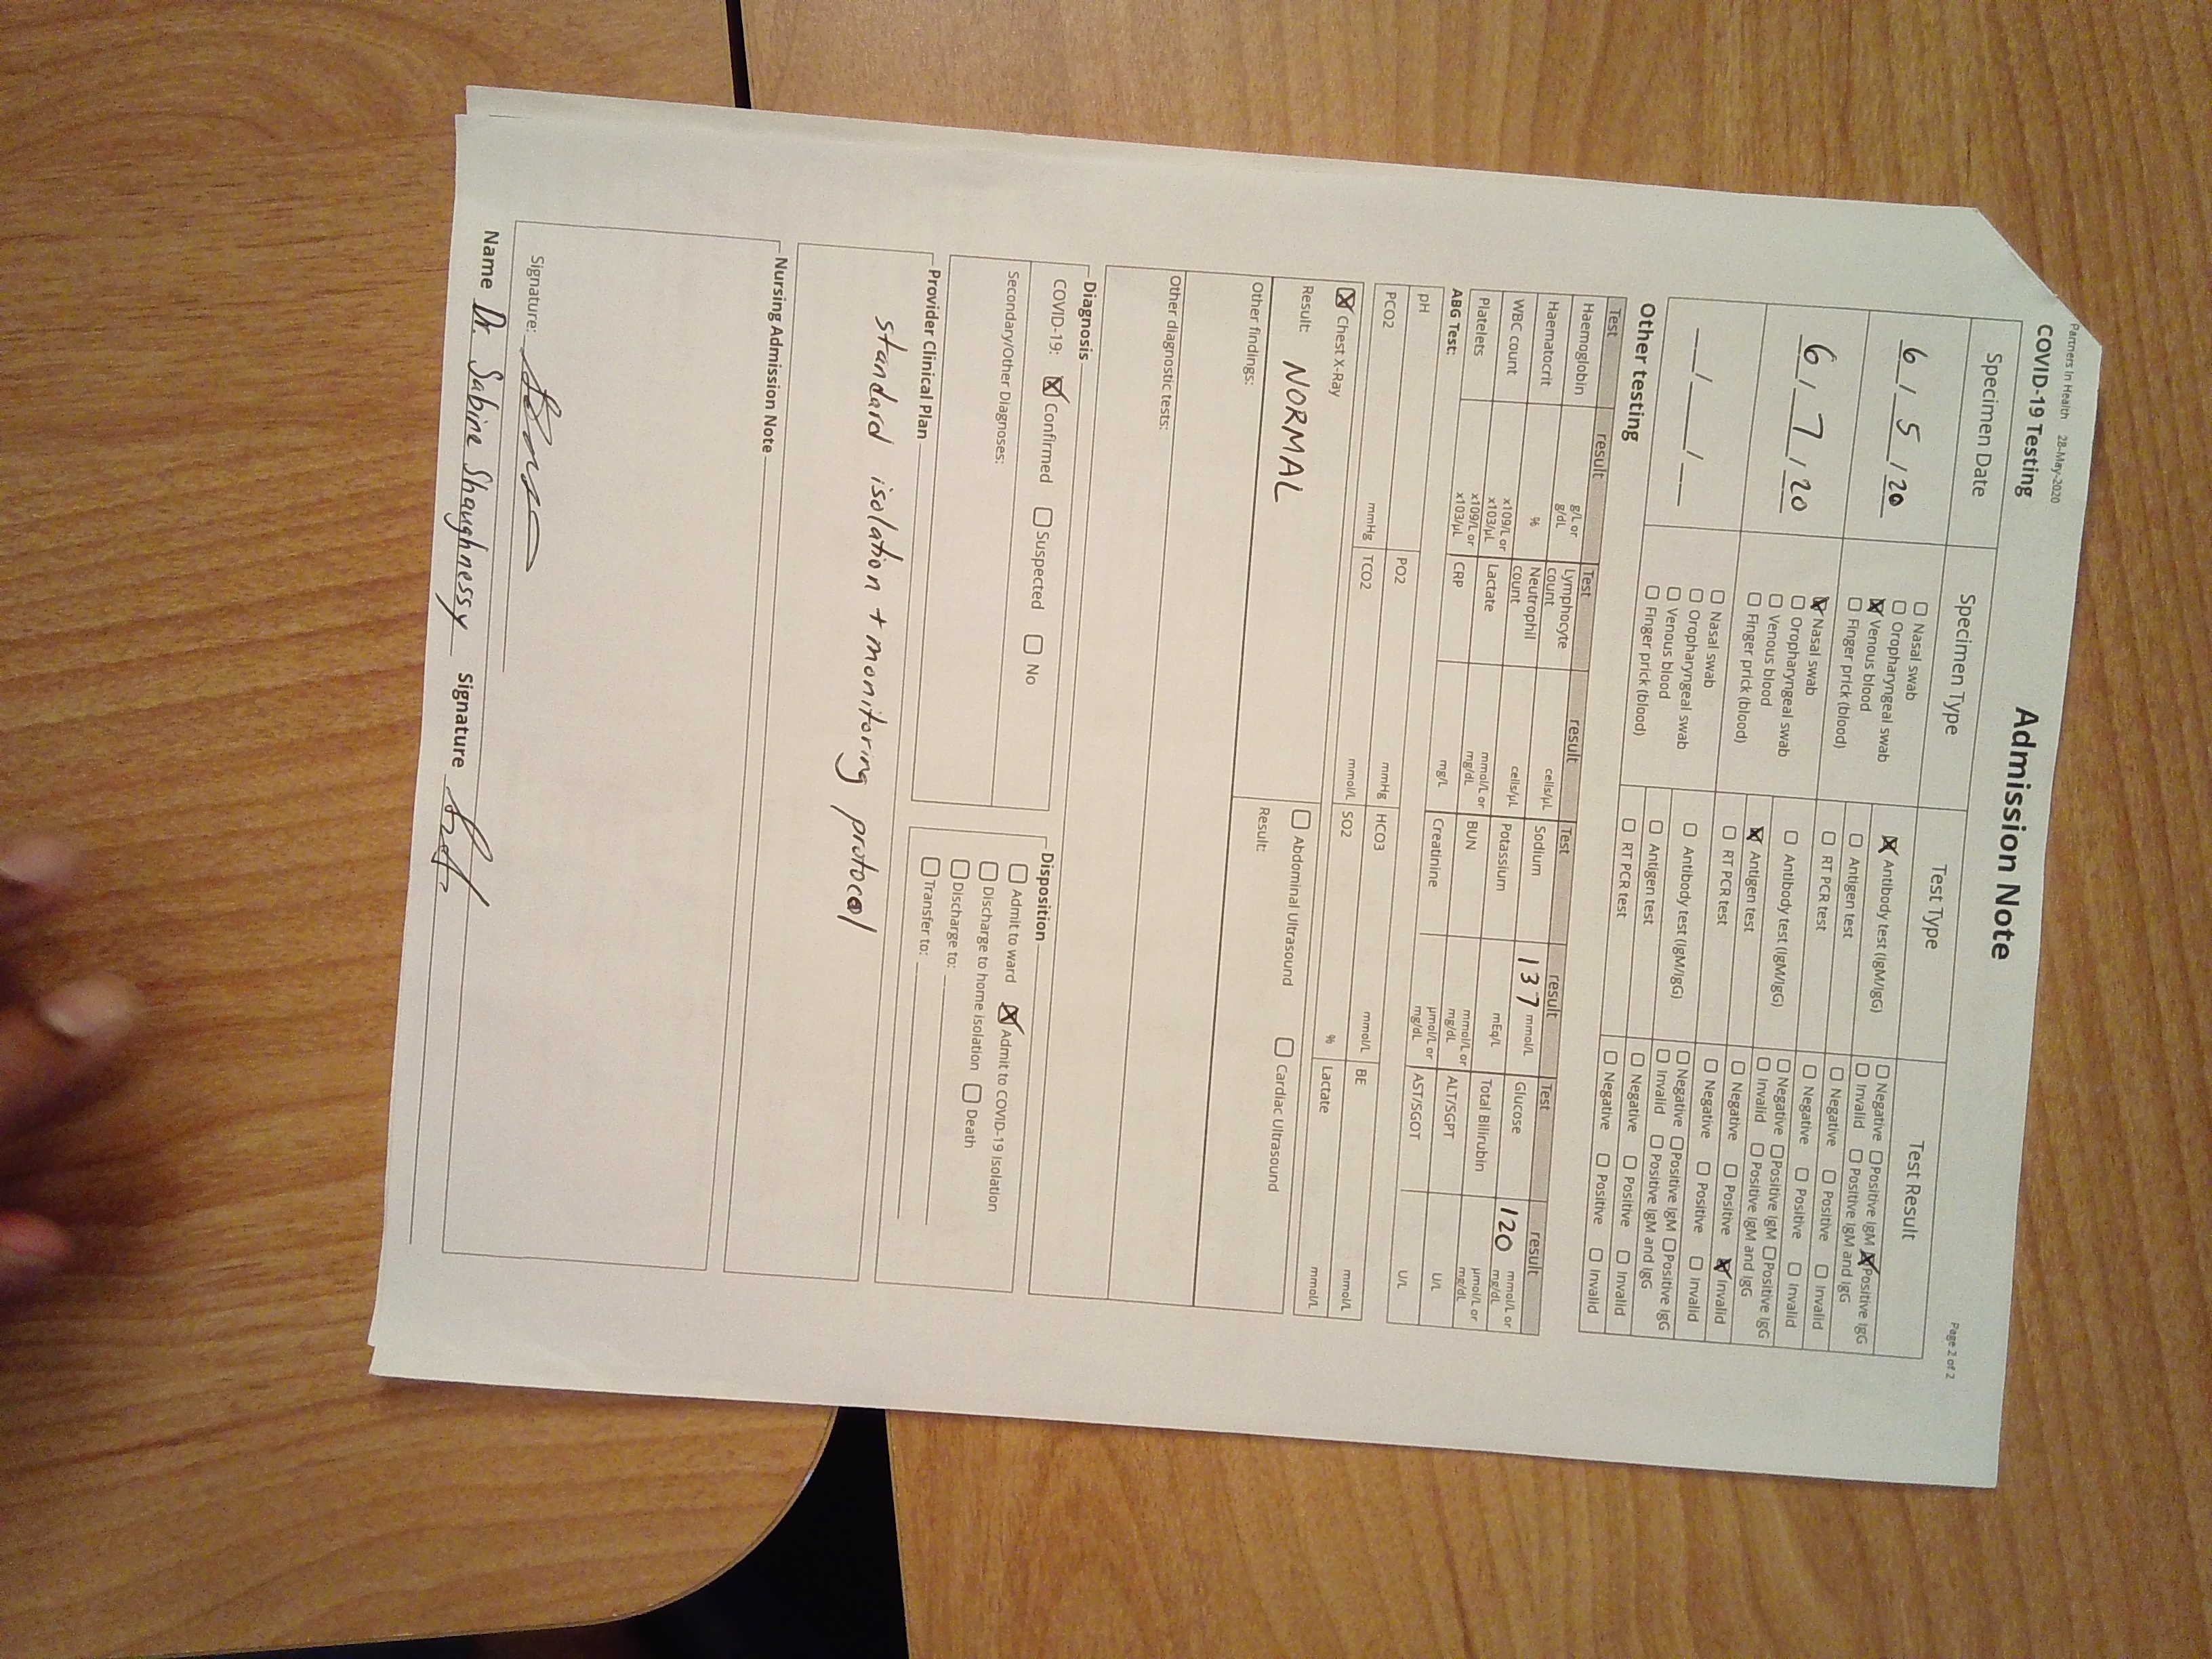 Partners In Health 28-May-2020
Page 2 of 2
Admission Note
COVID-19 Testing
Specimen Date Specimen Type Test Type Test Result
6/5/20
☐ Nasal swab
☐ Oropharyngeal swab
☒ Venous blood
☐ Finger prick (blood)
☒ Antibody test (IgM/IgG) ☐ Negative ☐ Positive IgM ☒ Positive IgG
☐ Invalid ☐ Positive IgM and IgG
☐ Antigen test ☐ Negative ☐ Positive ☐ Invalid
☐ RT PCR test ☐ Negative ☐ Positive ☐ Invalid
6/7/20
☒ Nasal swab
☐ Oropharyngeal swab
☐ Venous blood
☐ Finger prick (blood)
☐ Antibody test (IgM/IgG) ☐ Negative ☐ Positive IgM ☐ Positive IgG
☐ Invalid ☐ Positive IgM and IgG
☒ Antigen test ☐ Negative ☐ Positive ☒ Invalid
☐ RT PCR test ☐ Negative ☐ Positive ☐ Invalid
__/__/__
☐ Nasal swab
☐ Oropharyngeal swab
☐ Venous blood
☐ Finger prick (blood)
☐ Antibody test (IgM/IgG) ☐ Negative ☐ Positive IgM ☐ Positive IgG
☐ Invalid ☐ Positive IgM and IgG
☐ Antigen test ☐ Negative ☐ Positive ☐ Invalid
☐ RT PCR test ☐ Negative ☐ Positive ☐ Invalid
Other testing
Test result Test result Test result Test result
Haemoglobin g/L or g/dL Lymphocyte count cells/µL Sodium 137 mmol/L Glucose 120 mmol/L or mg/dL
Haematocrit % Neutrophill count cells/µL Potassium mEq/L Total Bilirubin µmol/L or mg/dL
WBC count x109/L or x103/µL Lactate mmol/L or mg/dL BUN mmol/L or mg/dL ALT/SGPT U/L
Platelets x109/L or x103/µL CRP mg/L Creatinine µmol/L or mg/dL AST/SGOT U/L
ABG Test:
pH PO2 mmHg HCO3 mmol/L BE mmol/L
PCO2 mmHg TCO2 mmol/L SO2 % Lactate mmol/L
☒ Chest X-Ray ☐ Abdominal Ultrasound ☐ Cardiac Ultrasound
Result: NORMAL Result:
Other findings:
Other diagnostic tests:
Diagnosis
COVID-19: ☒ Confirmed ☐ Suspected ☐ No
Secondary/Other Diagnoses:
Disposition
☐ Admit to ward ☒ Admit to COVID-19 Isolation
☐ Discharge to home isolation ☐ Death
☐ Discharge to:
☐ Transfer to:
Provider Clinical Plan
standard isolation + monitoring protocol
Nursing Admission Note
Signature:
Name Dr. Sabine Shaughnessy Signature